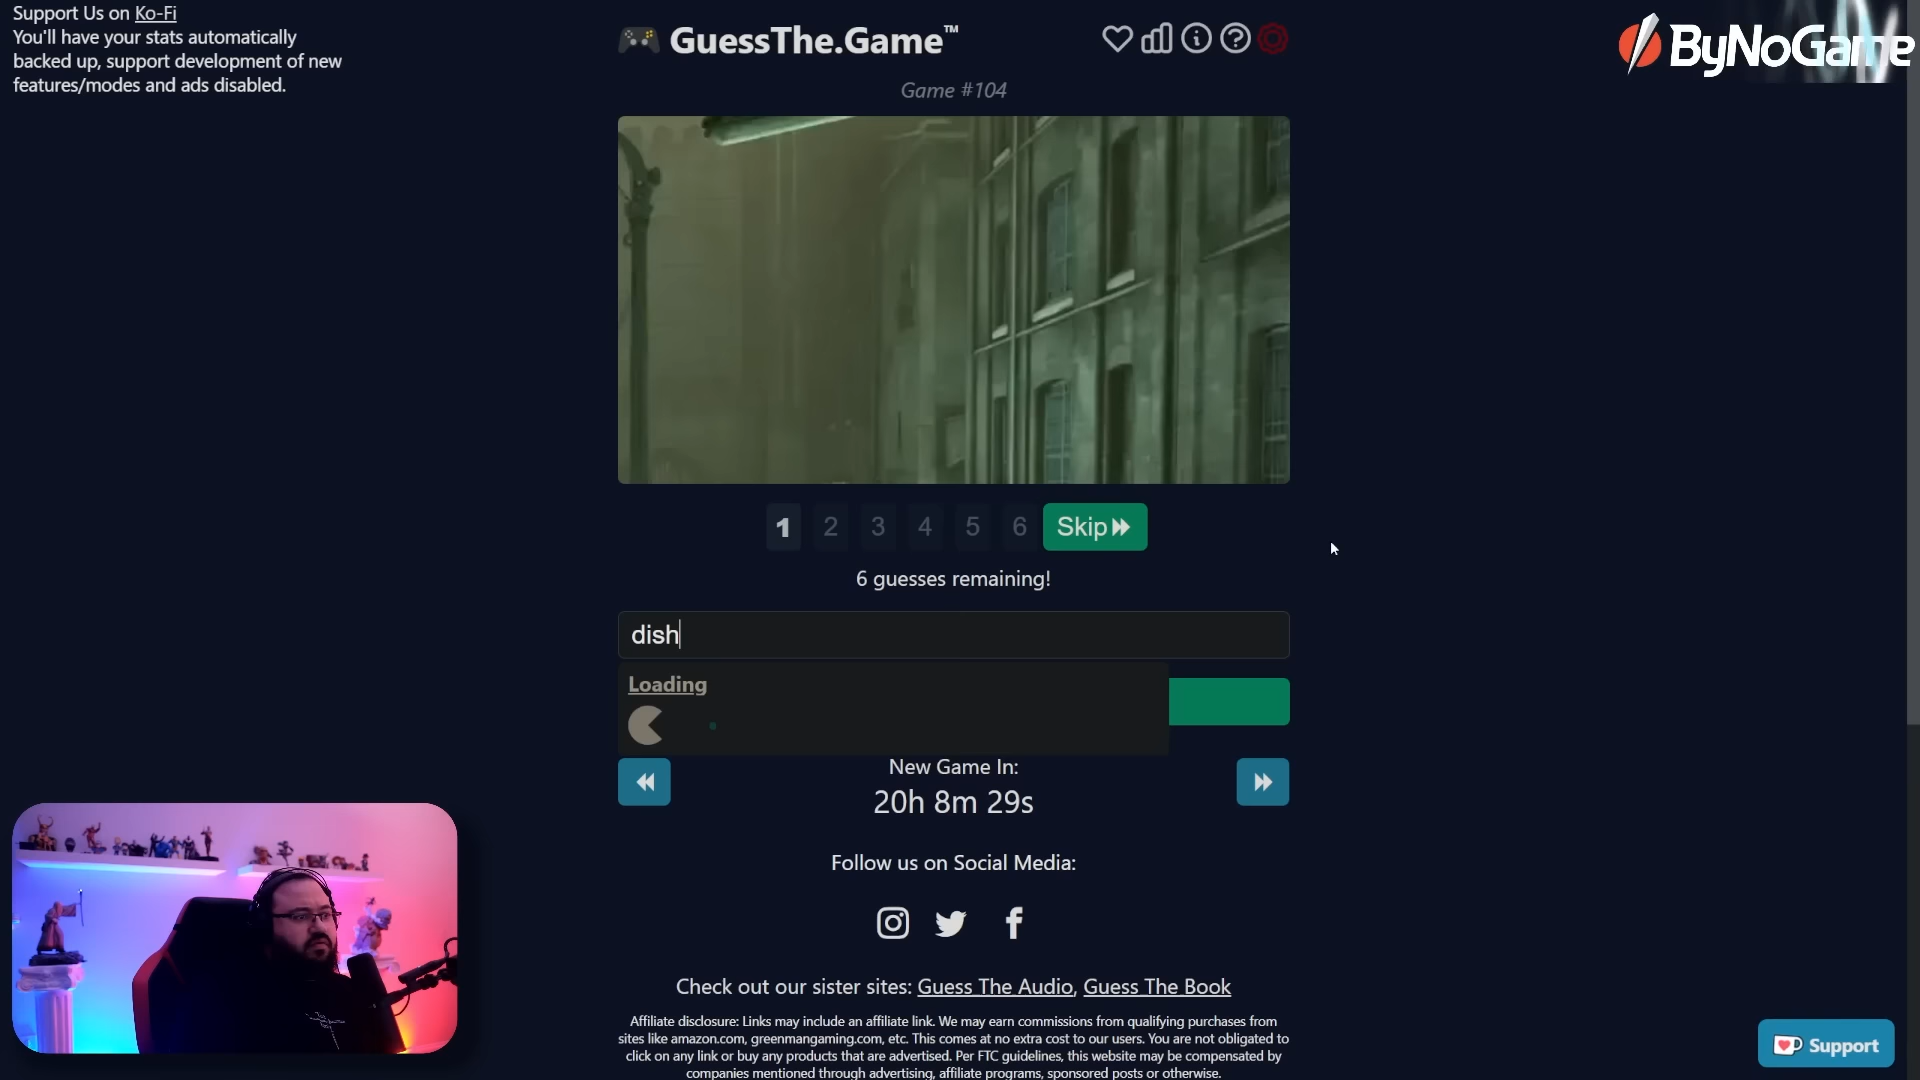 Support Us on Ko-Fi
You'll have your stats automatically
backed up, support development of new
features/modes and ads disabled.
GuessThe.Game™
ByNoGame
Game #104
1 2 3 4 5 6 Skip
6 guesses remaining!
dish
Loading
New Game In:
20h 8m 29s
Follow us on Social Media:
Check out our sister sites: Guess The Audio, Guess The Book
Affiliate disclosure: Links may include an affiliate link. We may earn commissions from qualifying purchases from
sites like amazon.com, greenmangaming.com, etc. This comes at no extra cost to our users. You are not obligated to
click on any link or buy any products that are advertised. Per FTC guidelines, this website may be compensated by
companies mentioned through advertising, affiliate programs, sponsored posts or otherwise.
Support